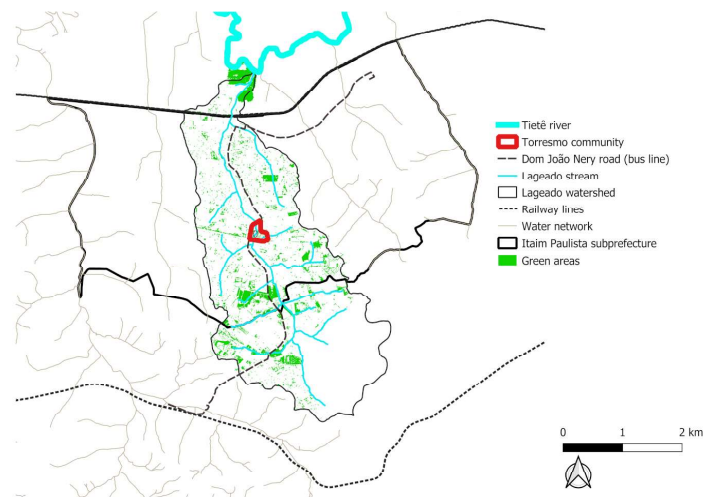 Tietê river
Torresmo community
Dom João Nery road (bus line)
Lageado stream
Lageado watershed
Railway lines
Water network
Itaim Paulista subprefecture
Green areas
0 1 2 km